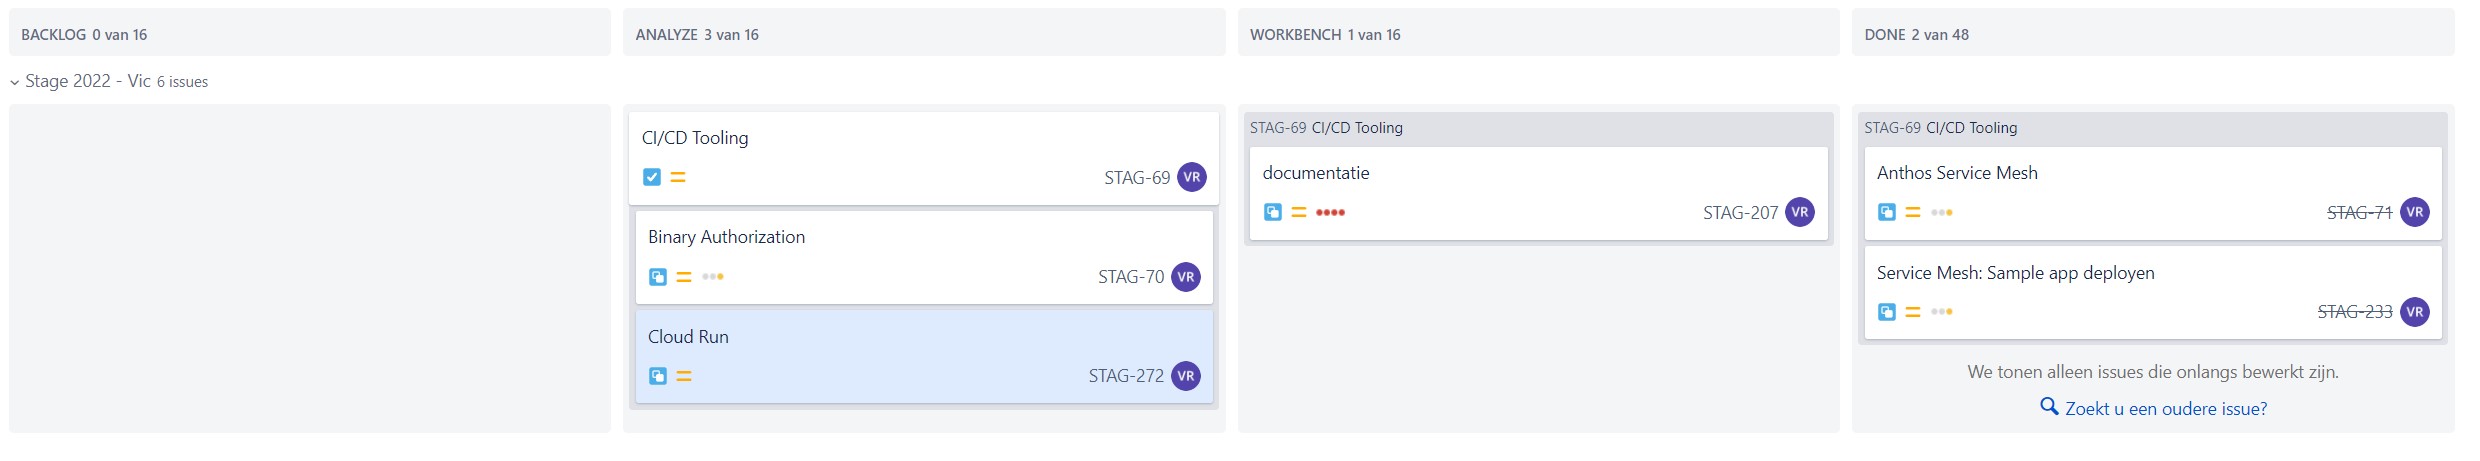 BACKLOG 0 van 16
ANALYZE 3 van 16
WORKBENCH 1 van 16
DONE 2 van 48
Stage 2022 - Vic 6 issues
CI/CD Tooling
STAG-69 VR
Binary Authorization
STAG-70 VR
Cloud Run
STAG-272 VR
STAG-69 CI/CD Tooling
documentatie
STAG-207 VR
STAG-69 CI/CD Tooling
Anthos Service Mesh
STAG-71 VR
Service Mesh: Sample app deployen
STAG-233 VR
We tonen alleen issues die onlangs bewerkt zijn.
Zoekt u een oudere issue?